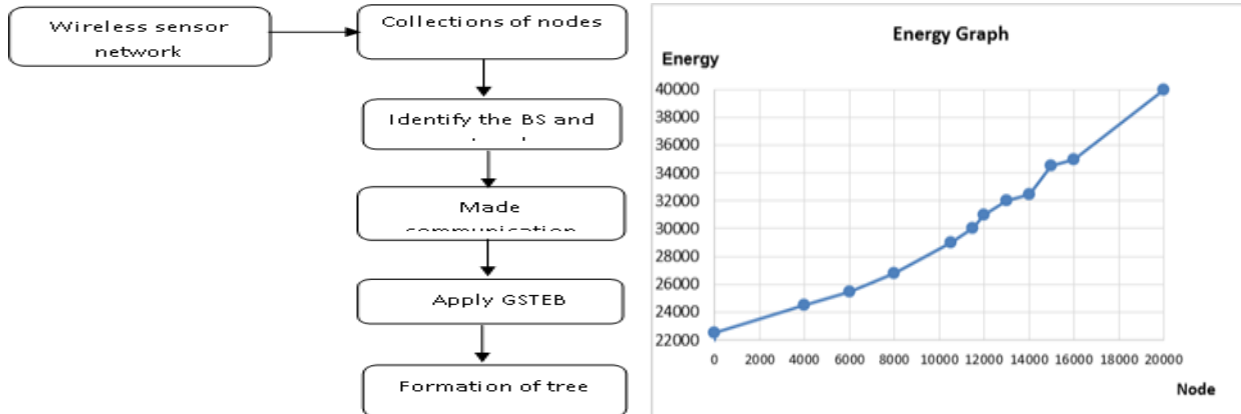 Wireless sensor
network
Collections of nodes
Identify the BS and
Made
communication
Apply GSTEB
Formation of tree
Energy Graph
Energy
40000
38000
36000
34000
32000
30000
28000
26000
24000
22000
0 2000 4000 6000 8000 10000 12000 14000 16000 18000 20000
Node